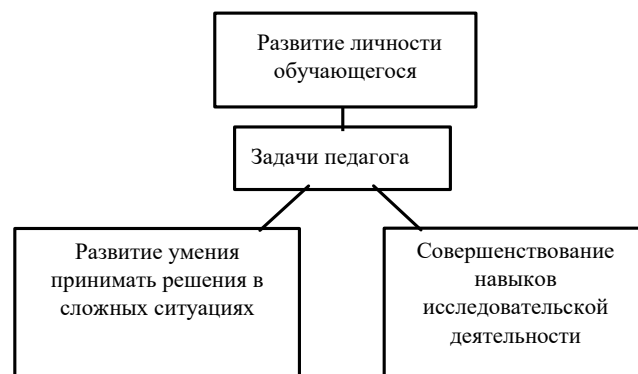 Развитие личности
обучающегося
Задачи педагога
Развитие умения
принимать решения в
сложных ситуациях
Совершенствование
навыков
исследовательской
деятельности